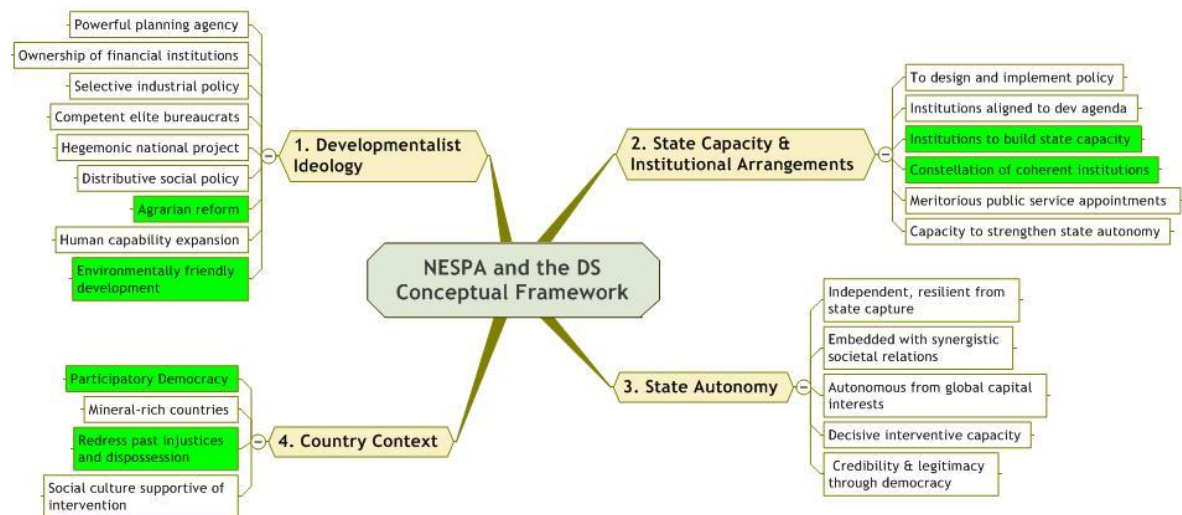 Powerful planning agency
Ownership of financial institutions
Selective industrial policy
Competent elite bureaucrats
Hegemonic national project
Distributive social policy
Agrarian reform
Human capability expansion
Environmentally friendly
development
1. Developmentalist
Ideology
2. State Capacity &
Institutional Arrangements
To design and implement policy
Institutions aligned to dev agenda
Institutions to build state capacity
Constellation of coherent institutions
Meritorious public service appointments
Capacity to strengthen state autonomy
NESPA and the DS
Conceptual Framework
3. State Autonomy
Independent, resilient from
state capture
Embedded with synergistic
societal relations
Autonomous from global capital
interests
Decisive interventive capacity
Credibility & legitimacy
through democracy
4. Country Context
Participatory Democracy
Mineral-rich countries
Redress past injustices
and dispossession
Social culture supportive of
intervention